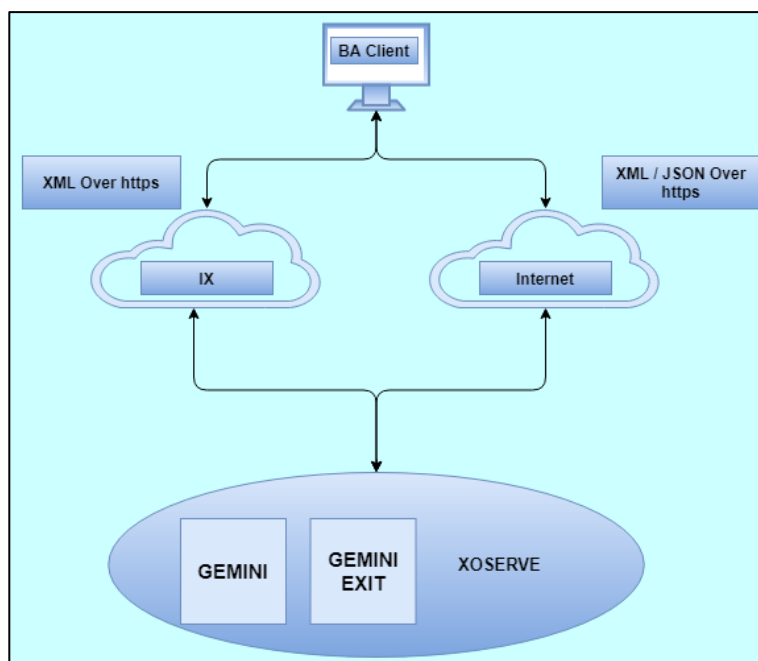 BA Client
XML Over https
XML / JSON Over
https
IX
Internet
GEMINI
GEMINI
EXIT
XOSERVE